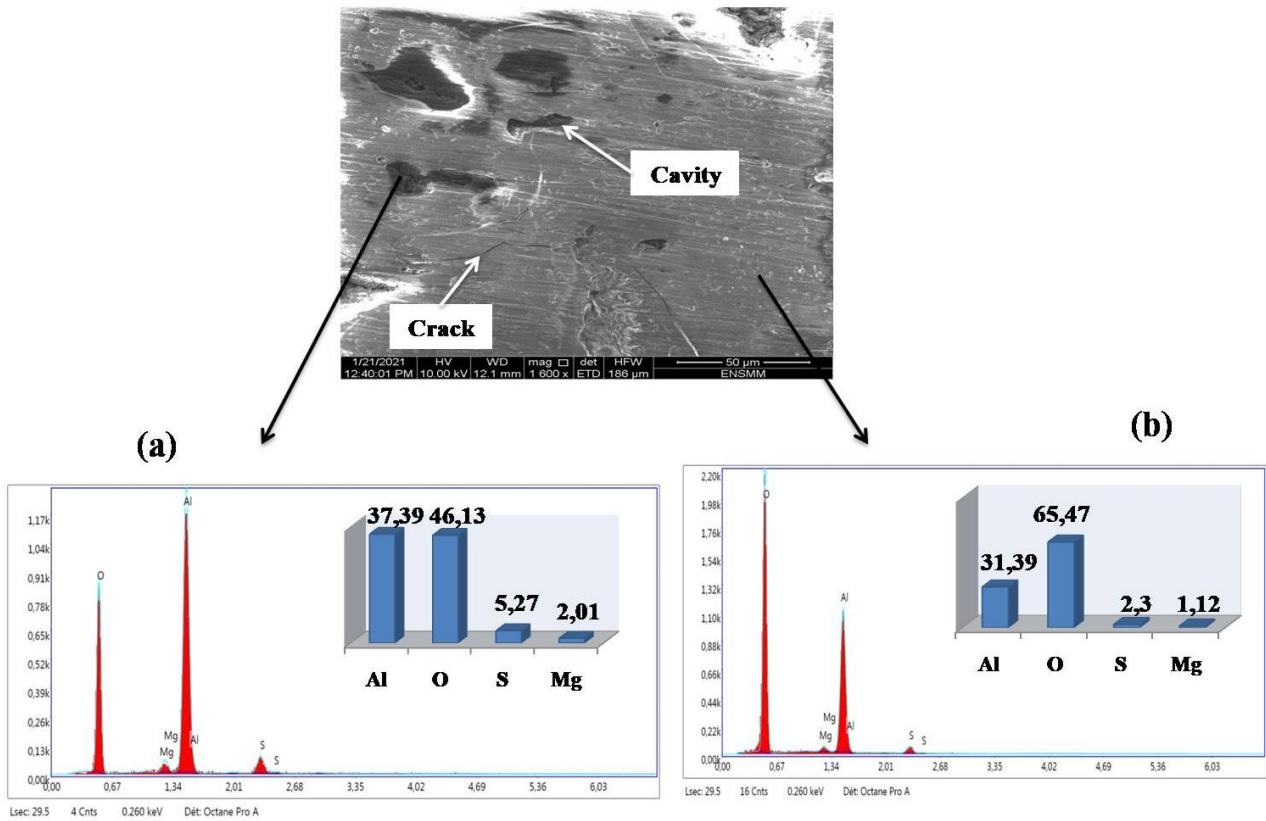 Cavity
Crack
1/21/2021 HV WD mag □ det HFW 50 µm
12:40:01 PM 10.00 kV 12.1 mm 1 600 x ETD 186 µm ENSMM
(a)
(b)
1,17k
1,04k
0,91k
0,78k
0,65k
0,52k
0,39k
0,26k
0,13k
0,00k
O
Mg
Mg
Al
Al
S
S
37,39 46,13 5,27 2,01
Al O S Mg
0,00 0,67 1,34 2,01 2,68 3,35 4,02 4,69 5,36 6,03
Lsec: 29.5 4 Cnts 0.260 keV Dét: Octane Pro A
2,20k
1,98k
1,76k
1,54k
1,32k
1,10k
0,88k
0,66k
0,44k
0,22k
0,00k
O
Mg
Mg
Al
Al
S
S
31,39 65,47 2,3 1,12
Al O S Mg
0,00 0,67 1,34 2,01 2,68 3,35 4,02 4,69 5,36 6,03
Lsec: 29.5 16 Cnts 0.260 keV Dét: Octane Pro A